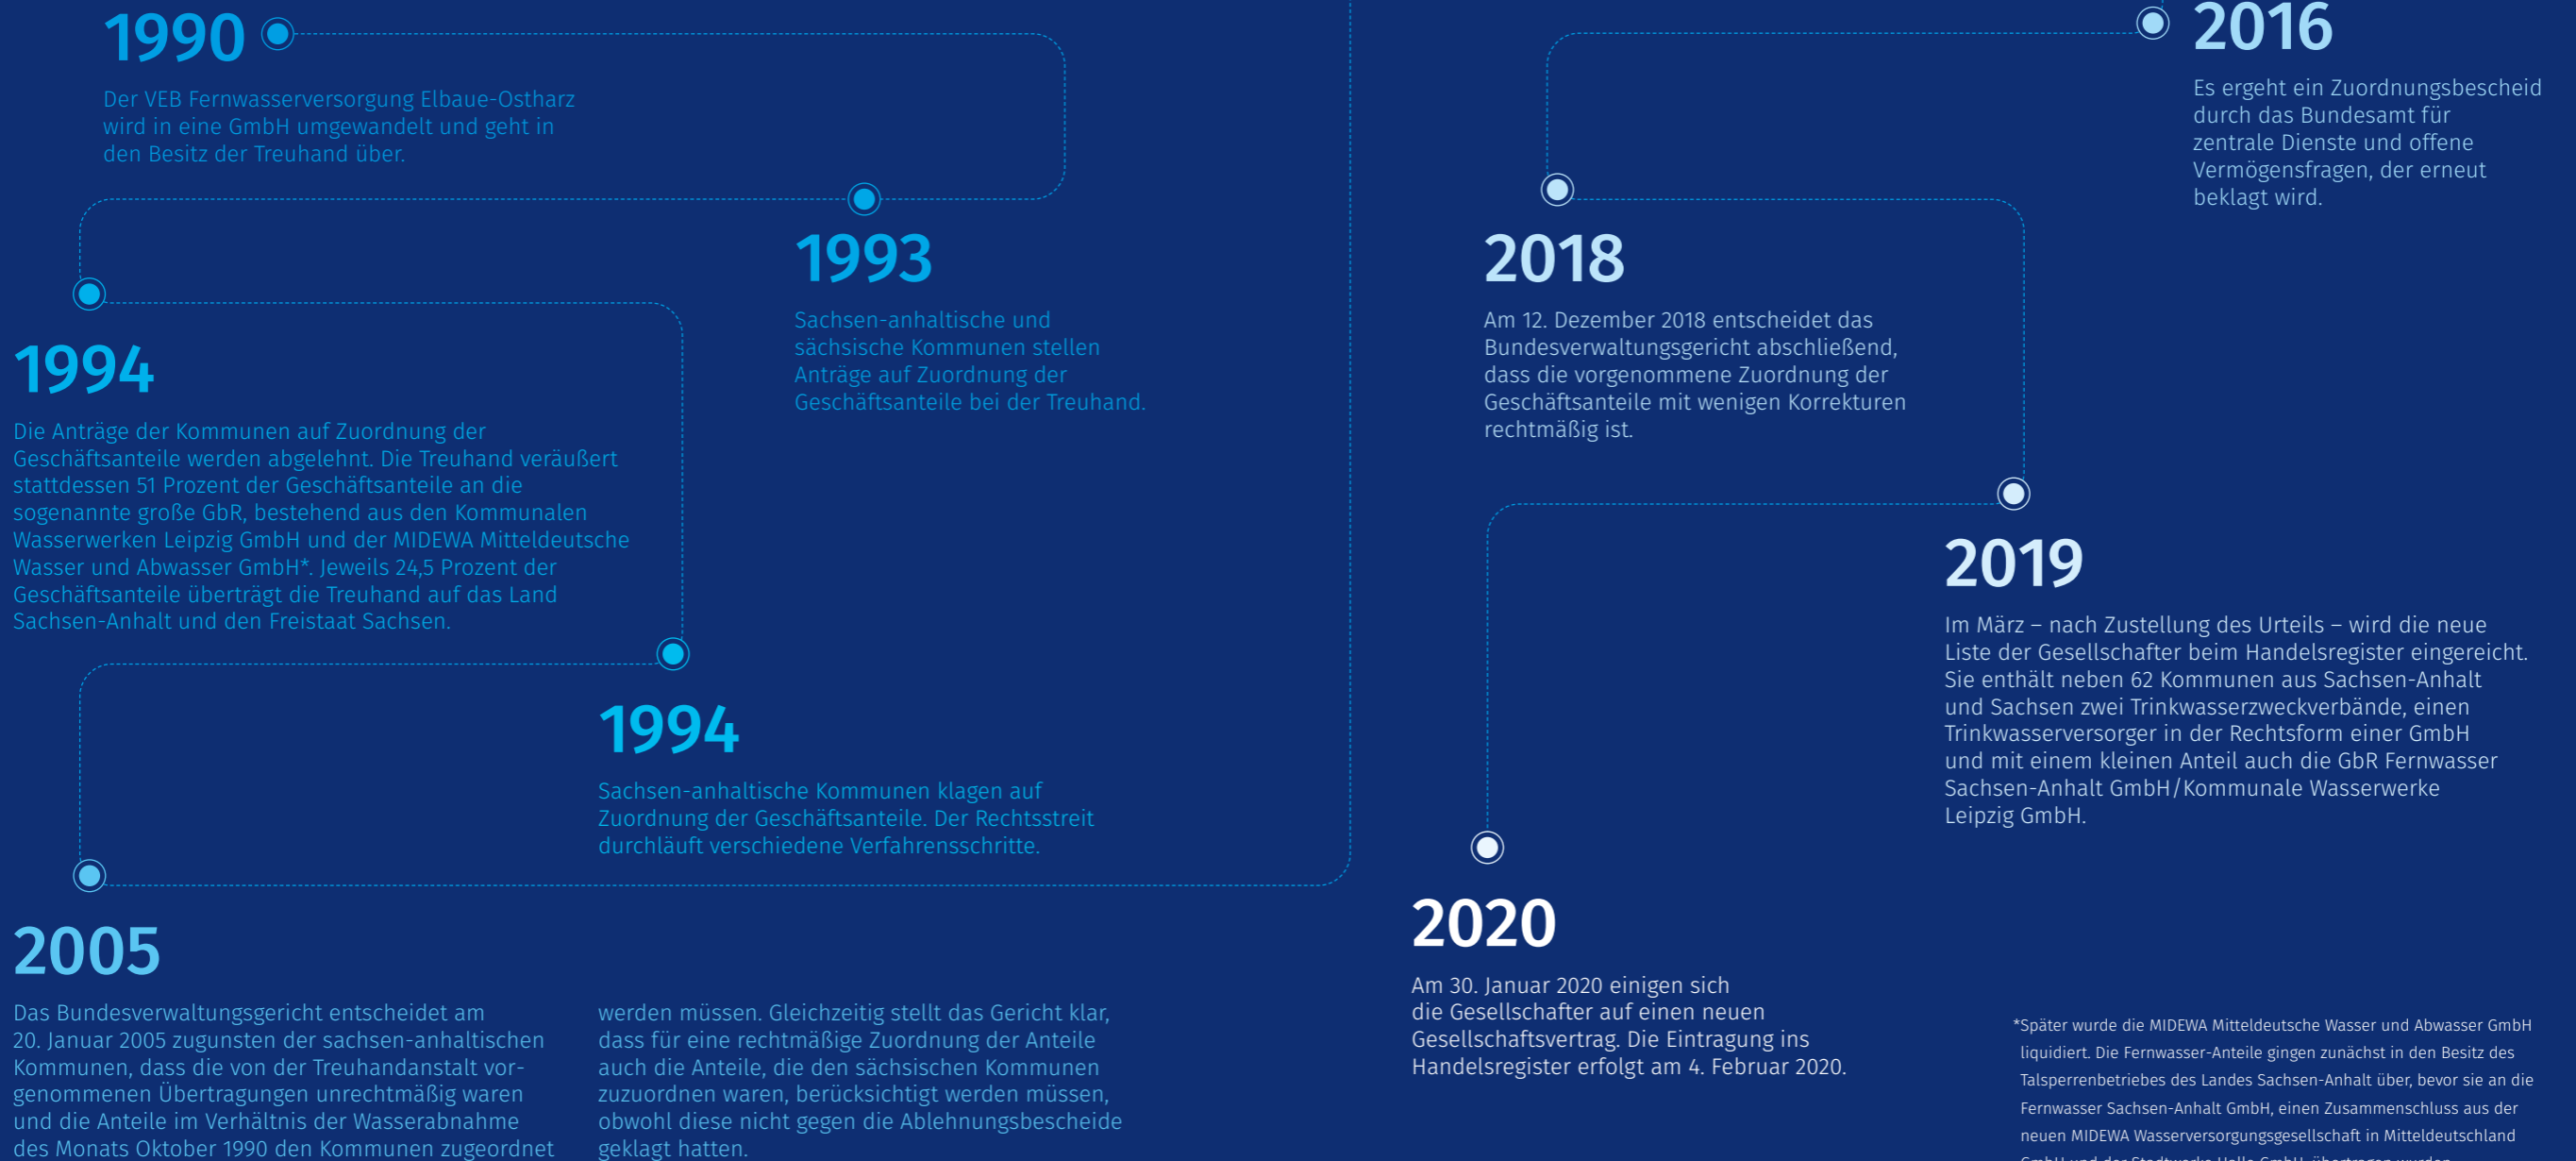 1990
Der VEB Fernwasserversorgung Elbaue-Ostharz
wird in eine GmbH umgewandelt und geht in
den Besitz der Treuhand über.
1993
Sachsen-anhaltische und
sächsische Kommunen stellen
Anträge auf Zuordnung der
Geschäftsanteile bei der Treuhand.
1994
Die Anträge der Kommunen auf Zuordnung der
Geschäftsanteile werden abgelehnt. Die Treuhand veräußert
stattdessen 51 Prozent der Geschäftsanteile an die
sogenannte große GbR, bestehend aus den Kommunalen
Wasserwerken Leipzig GmbH und der MIDEWA Mitteldeutsche
Wasser und Abwasser GmbH*. Jeweils 24,5 Prozent der
Geschäftsanteile überträgt die Treuhand auf das Land
Sachsen-Anhalt und den Freistaat Sachsen.
1994
Sachsen-anhaltische Kommunen klagen auf
Zuordnung der Geschäftsanteile. Der Rechtsstreit
durchläuft verschiedene Verfahrensschritte.
2005
Das Bundesverwaltungsgericht entscheidet am
20. Januar 2005 zugunsten der sachsen-anhaltischen
Kommunen, dass die von der Treuhandanstalt vor-
genommenen Übertragungen unrechtmäßig waren
und die Anteile im Verhältnis der Wasserabnahme
des Monats Oktober 1990 den Kommunen zugeordnet
werden müssen. Gleichzeitig stellt das Gericht klar,
dass für eine rechtmäßige Zuordnung der Anteile
auch die Anteile, die den sächsischen Kommunen
zuzuordnen waren, berücksichtigt werden müssen,
obwohl diese nicht gegen die Ablehnungsbescheide
geklagt hatten.
2016
Es ergeht ein Zuordnungsbescheid
durch das Bundesamt für
zentrale Dienste und offene
Vermögensfragen, der erneut
beklagt wird.
2018
Am 12. Dezember 2018 entscheidet das
Bundesverwaltungsgericht abschließend,
dass die vorgenommene Zuordnung der
Geschäftsanteile mit wenigen Korrekturen
rechtmäßig ist.
2019
Im März – nach Zustellung des Urteils – wird die neue
Liste der Gesellschafter beim Handelsregister eingereicht.
Sie enthält neben 62 Kommunen aus Sachsen-Anhalt
und Sachsen zwei Trinkwasserzweckverbände, einen
Trinkwasserversorger in der Rechtsform einer GmbH
und mit einem kleinen Anteil auch die GbR Fernwasser
Sachsen-Anhalt GmbH/Kommunale Wasserwerke
Leipzig GmbH.
2020
Am 30. Januar 2020 einigen sich
die Gesellschafter auf einen neuen
Gesellschaftsvertrag. Die Eintragung ins
Handelsregister erfolgt am 4. Februar 2020.
*Später wurde die MIDEWA Mitteldeutsche Wasser und Abwasser GmbH
liquidiert. Die Fernwasser-Anteile gingen zunächst in den Besitz des
Talsperrenbetriebes des Landes Sachsen-Anhalt über, bevor sie an die
Fernwasser Sachsen-Anhalt GmbH, einen Zusammenschluss aus der
neuen MIDEWA Wasserversorgungsgesellschaft in Mitteldeutschland
GmbH und der Stadtwerke Halle GmbH, übertragen wurden.